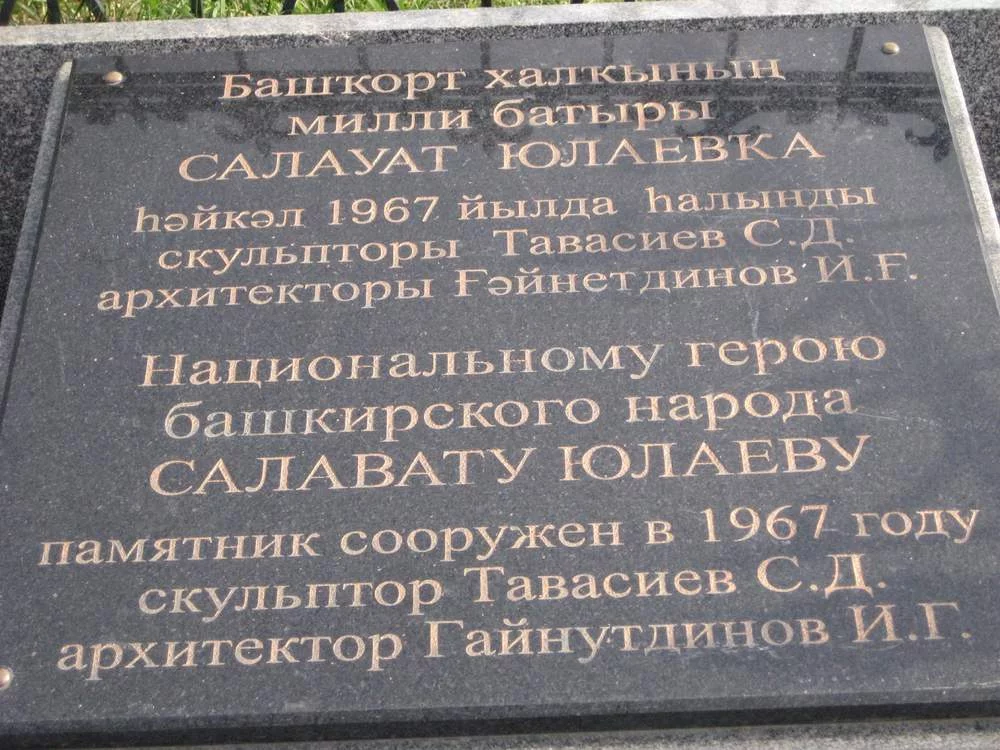 Башҡорт халҡының
милли батыры
САЛАУАТ ЮЛАЕВҠА
һәйкәл 1967 йылда һалынды
скульпторы Тавасиев С.Д.
архитекторы Ғәйнетдинов И.Ғ.
Национальному герою
башкирского народа
САЛАВАТУ ЮЛАЕВУ
памятник сооружен в 1967 году
скульптор Тавасиев С.Д.
архитектор Гайнутдинов И.Г.